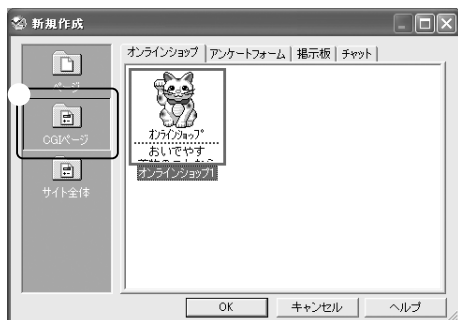 新規作成
オンラインショップ
アンケートフォーム
掲示板
チャット
ページ
CGIページ
サイト全体
オンラインショップ
おいでやす
オンラインショップ1
OK
キャンセル
ヘルプ